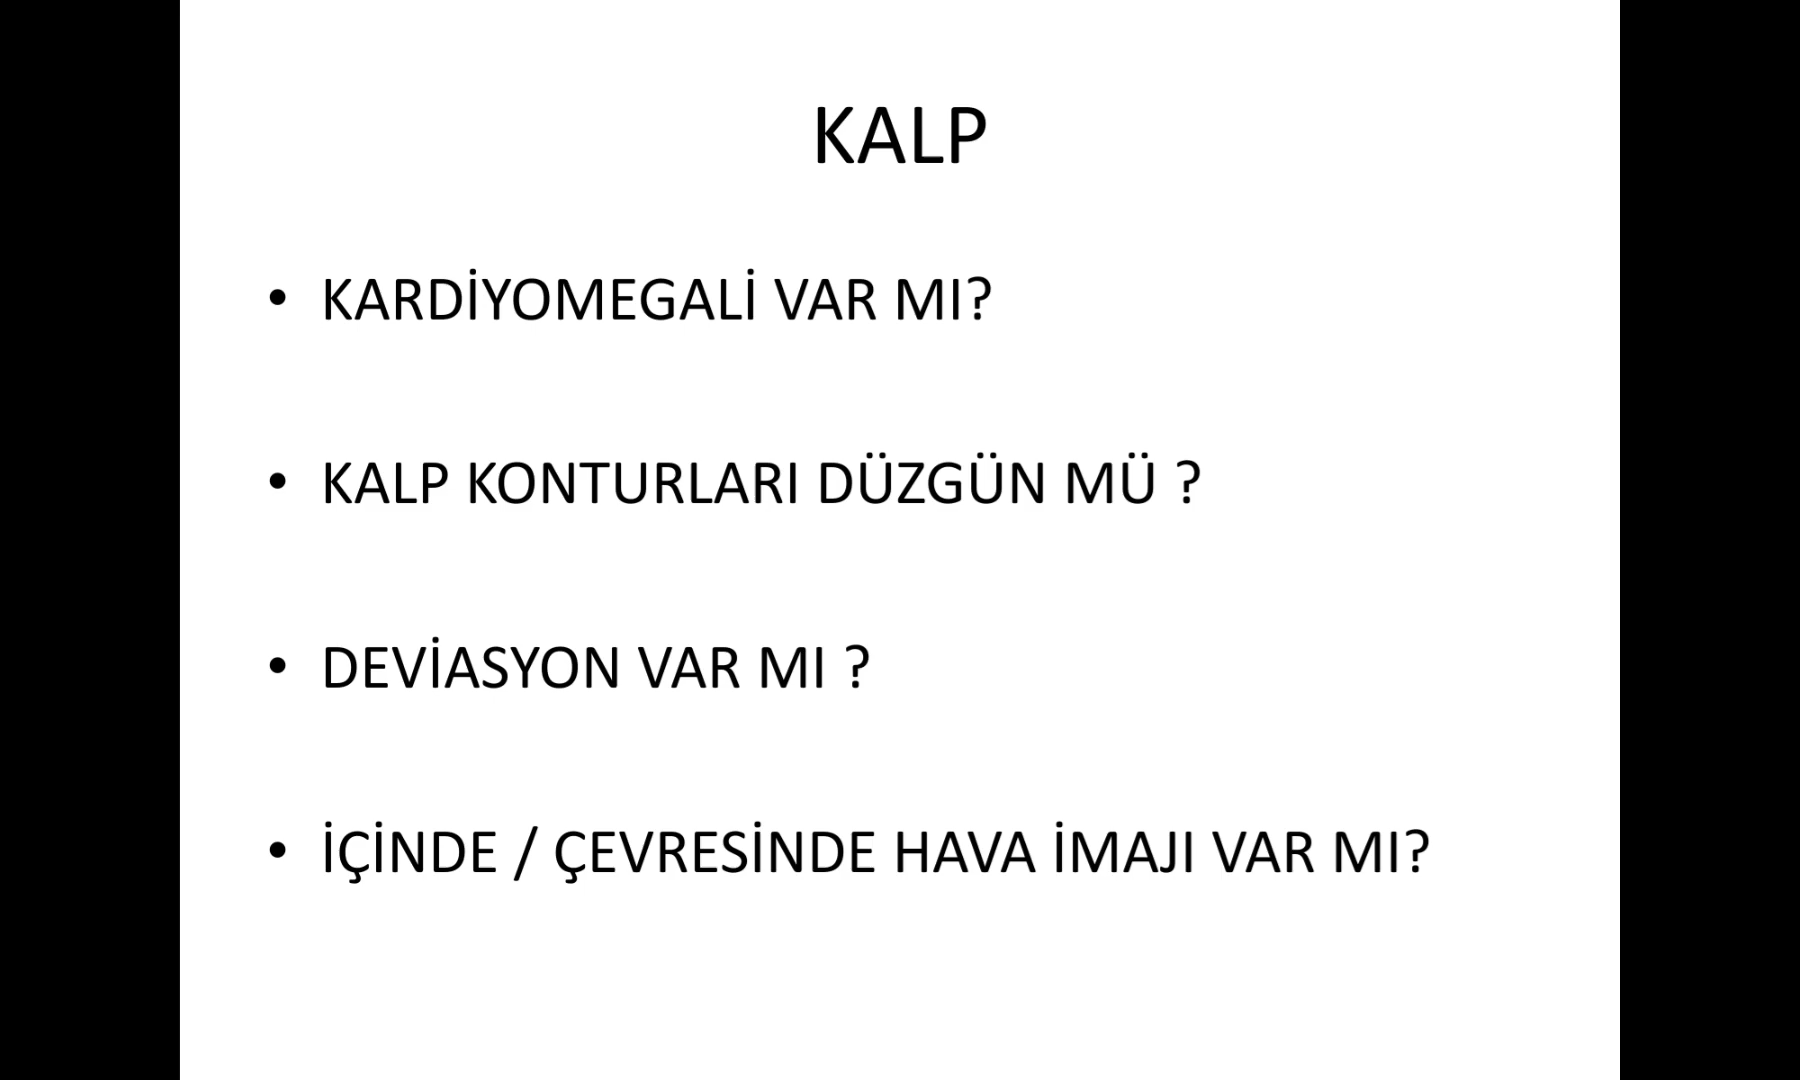 KALP
• KARDİYOMEGALİ VAR MI?
• KALP KONTURLARI DÜZGÜN MÜ ?
• DEVİASYON VAR MI ?
• İÇİNDE / ÇEVRESİNDE HAVA İMAJI VAR MI?